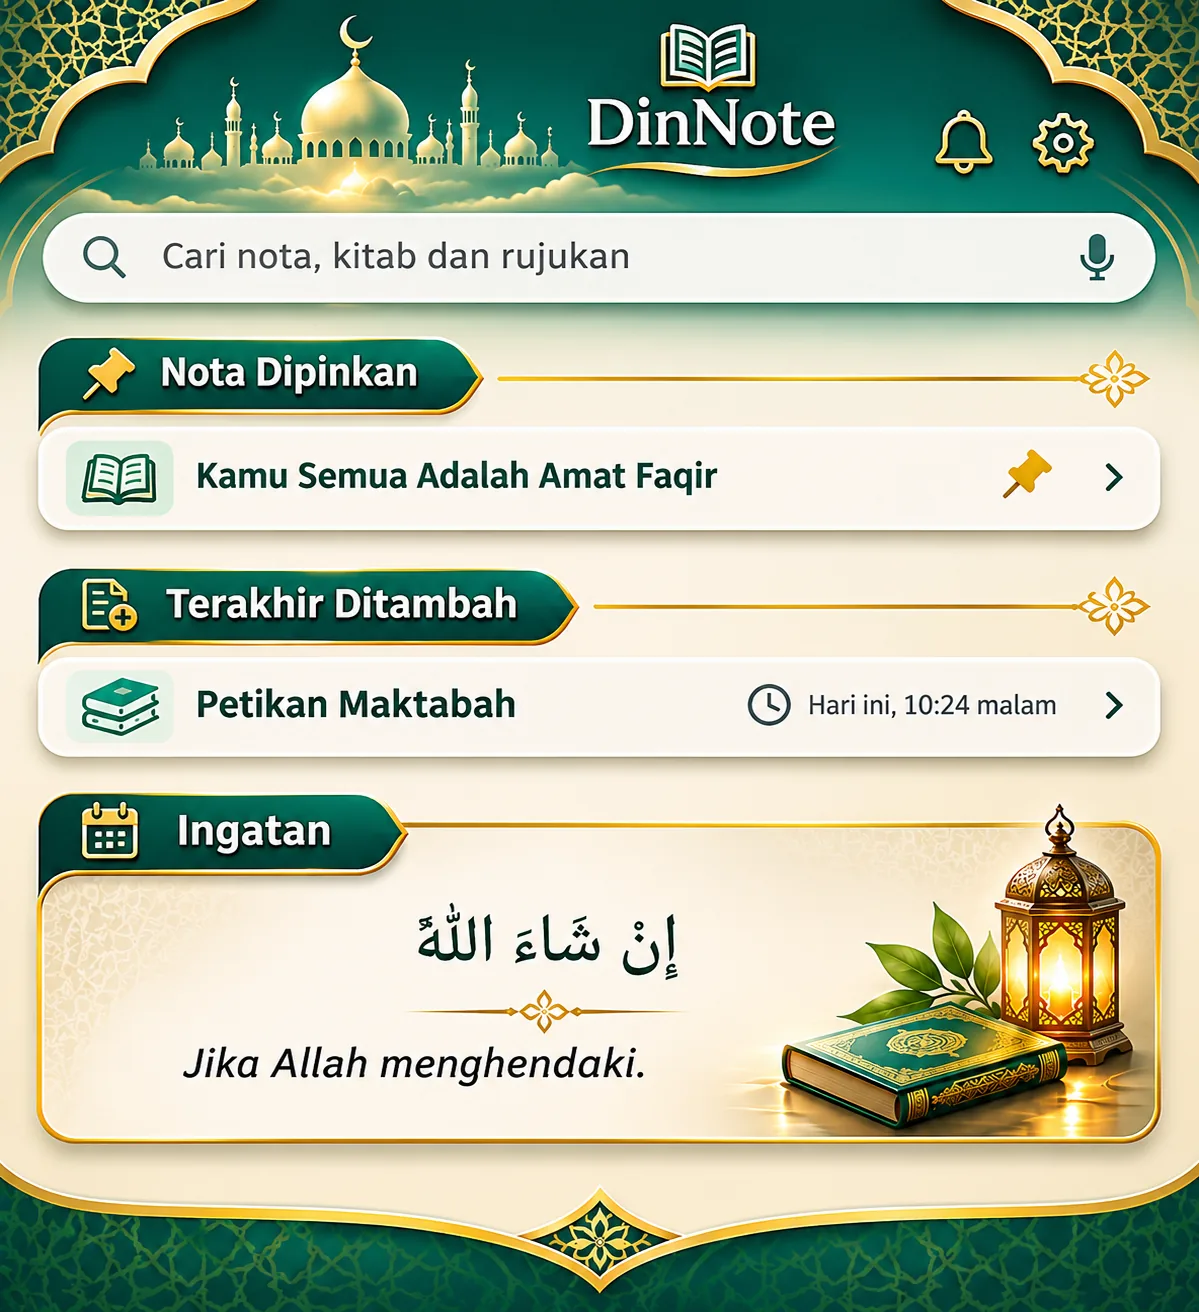 DinNote
Cari nota, kitab dan rujukan
Nota Dipinkan
Kamu Semua Adalah Amat Faqir
Terakhir Ditambah
Petikan Maktabah
Hari ini, 10:24 malam
Ingatan
إِنْ شَاءَ اللّٰهُ
Jika Allah menghendaki.